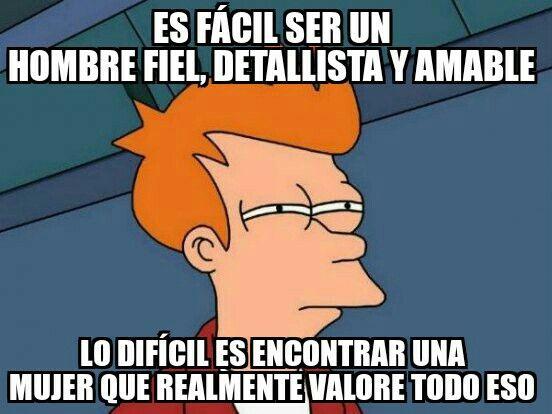 ES FÁCIL SER UN
HOMBRE FIEL, DETALLISTA Y AMABLE
LO DIFÍCIL ES ENCONTRAR UNA
MUJER QUE REALMENTE VALORE TODO ESO